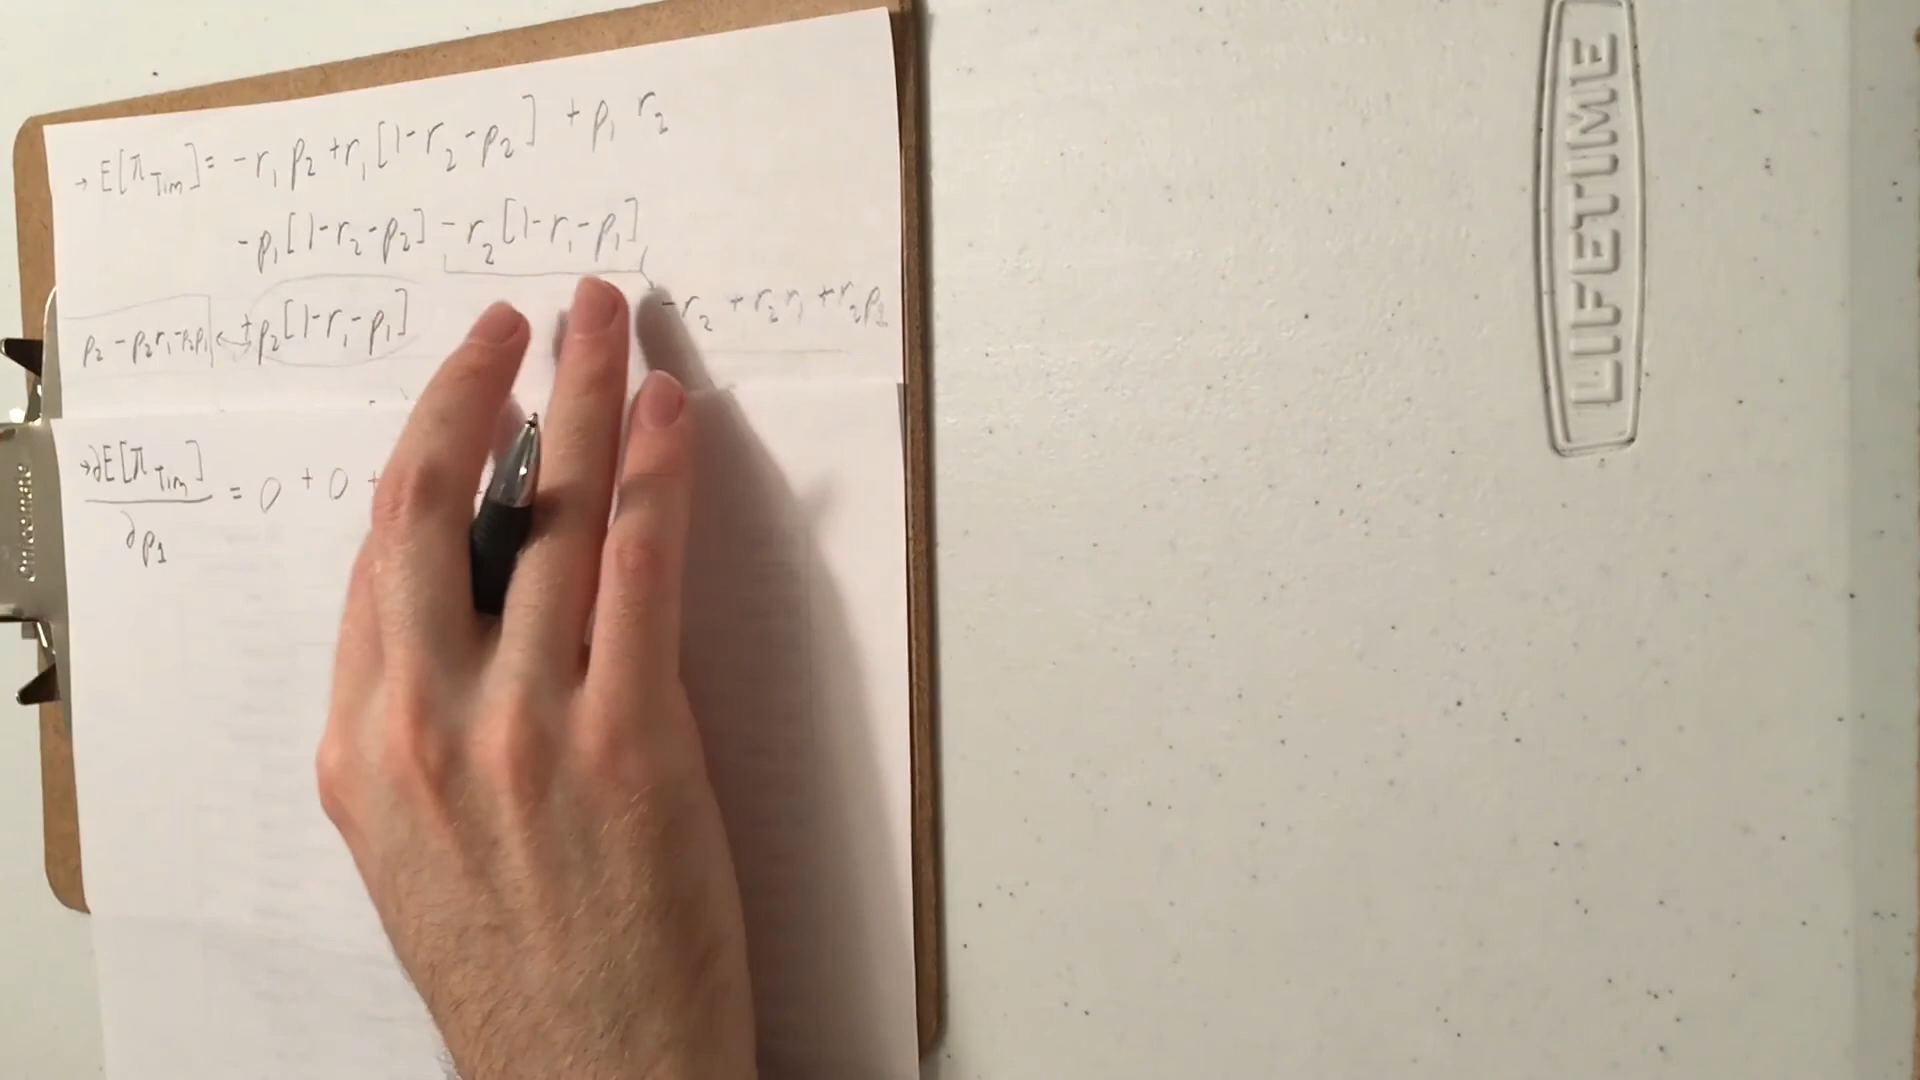 → E[π_Tim] = -r₁ p₂ + r₁ [1-r₂-p₂] + p₁ r₂
-p₁[1-r₂-p₂] -r₂[1-r₁-p₁]
-r₂ + r₂r₁ + r₂p₁
p₂ - p₂r₁ - p₂p₁ ← + p₂[1-r₁-p₁]
→ ∂E[π_Tim] / ∂p₁ = 0 + 0 +
LIFETIME
Officemate